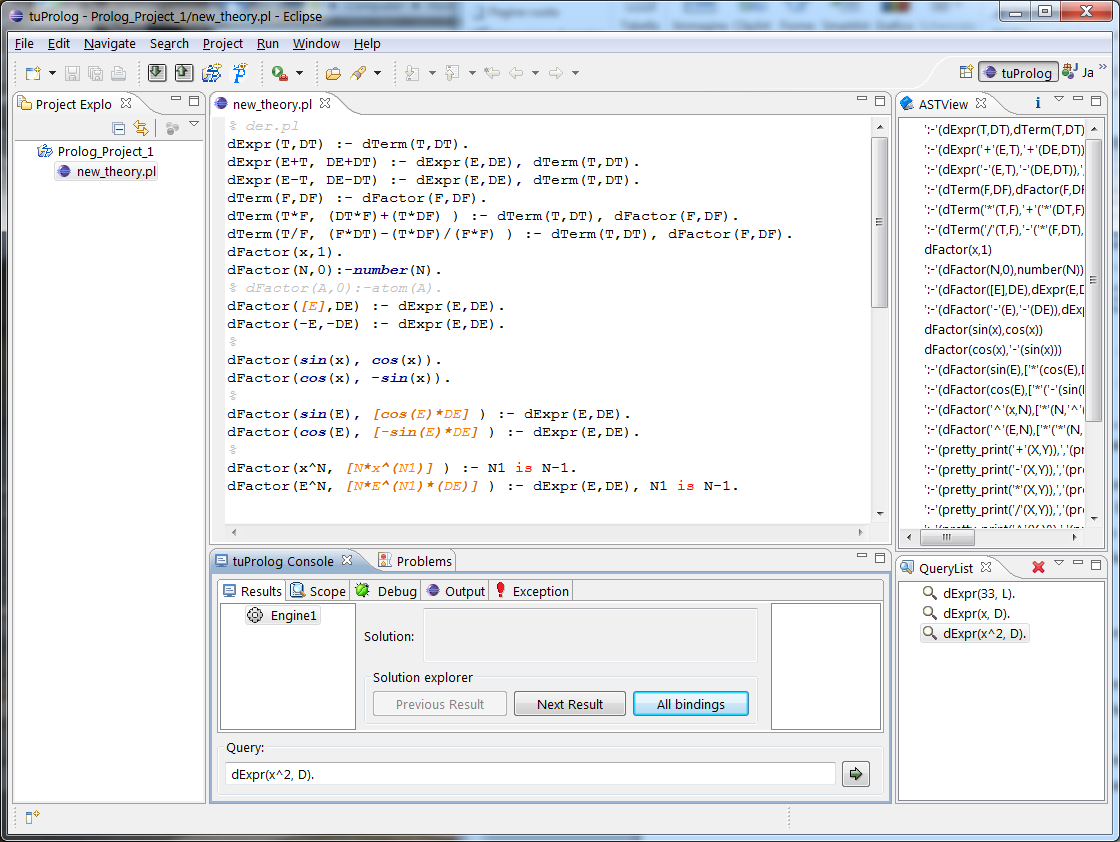 tuProlog - Prolog_Project_1/new_theory.pl - Eclipse
File Edit Navigate Search Project Run Window Help
tuProlog Ja »
Project Explo
Prolog_Project_1
new_theory.pl
new_theory.pl
% der.pl
dExpr(T,DT) :- dTerm(T,DT).
dExpr(E+T, DE+DT) :- dExpr(E,DE), dTerm(T,DT).
dExpr(E-T, DE-DT) :- dExpr(E,DE), dTerm(T,DT).
dTerm(F,DF) :- dFactor(F,DF).
dTerm(T*F, (DT*F)+(T*DF) ) :- dTerm(T,DT), dFactor(F,DF).
dTerm(T/F, (F*DT)-(T*DF)/(F*F) ) :- dTerm(T,DT), dFactor(F,DF).
dFactor(x,1).
dFactor(N,0):-number(N).
% dFactor(A,0):-atom(A).
dFactor([E],DE) :- dExpr(E,DE).
dFactor(-E,-DE) :- dExpr(E,DE).
%
dFactor(sin(x), cos(x)).
dFactor(cos(x), -sin(x)).
%
dFactor(sin(E), [cos(E)*DE] ) :- dExpr(E,DE).
dFactor(cos(E), [-sin(E)*DE] ) :- dExpr(E,DE).
%
dFactor(x^N, [N*x^(N1)] ) :- N1 is N-1.
dFactor(E^N, [N*E^(N1)*(DE)] ) :- dExpr(E,DE), N1 is N-1.
ASTView
':-'(dExpr(T,DT),dTerm(T,DT)
':-'(dExpr('+'(E,T),'+'(DE,DT))
':-'(dExpr('-'(E,T),'-'(DE,DT)),'
':-'(dTerm(F,DF),dFactor(F,DF
':-'(dTerm('*'(T,F),'+'('*'(DT,F)
':-'(dTerm('/'(T,F),'-'('*'(F,DT),
dFactor(x,1)
':-'(dFactor(N,0),number(N))
':-'(dFactor([E],DE),dExpr(E,D
':-'(dFactor('-'(E),'-'(DE)),dExp
dFactor(sin(x),cos(x))
dFactor(cos(x),'-'(sin(x)))
':-'(dFactor(sin(E),['*'(cos(E),D
':-'(dFactor(cos(E),['*'('-'(sin(E
':-'(dFactor('^'(x,N),['*'(N,'^'(
':-'(dFactor('^'(E,N),['*'('*'(N,
':-'(pretty_print('+'(X,Y)),','(pr
':-'(pretty_print('-'(X,Y)),','(pre
':-'(pretty_print('*'(X,Y)),','(pr
':-'(pretty_print('/'(X,Y)),','(pre
tuProlog Console Problems
Results Scope Debug Output Exception
Engine1
Solution:
Solution explorer
Previous Result Next Result All bindings
Query:
dExpr(x^2, D).
QueryList
dExpr(33, L).
dExpr(x, D).
dExpr(x^2, D).